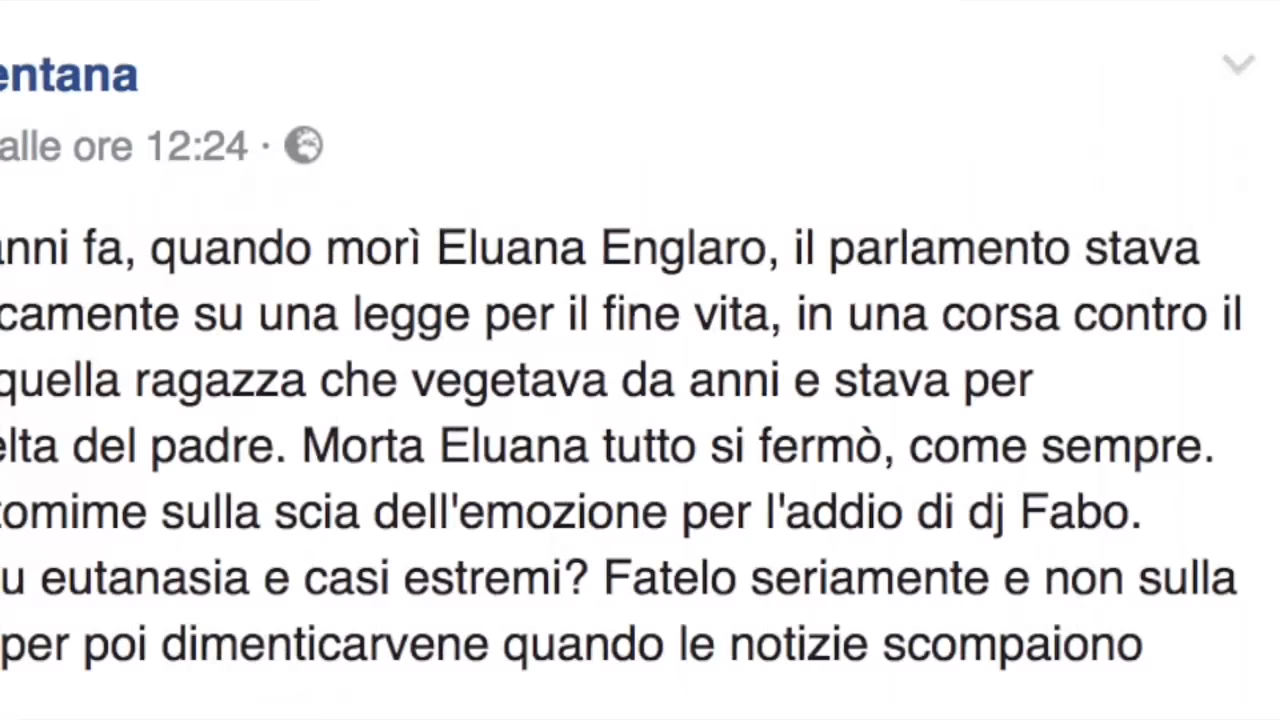 entana
alle ore 12:24 ·
anni fa, quando morì Eluana Englaro, il parlamento stava
camente su una legge per il fine vita, in una corsa contro il
quella ragazza che vegetava da anni e stava per
elta del padre. Morta Eluana tutto si fermò, come sempre.
tomime sulla scia dell'emozione per l'addio di dj Fabo.
u eutanasia e casi estremi? Fatelo seriamente e non sulla
per poi dimenticarvene quando le notizie scompaiono